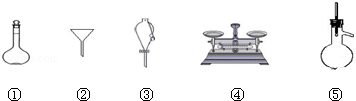 ① ② ③ ④ ⑤